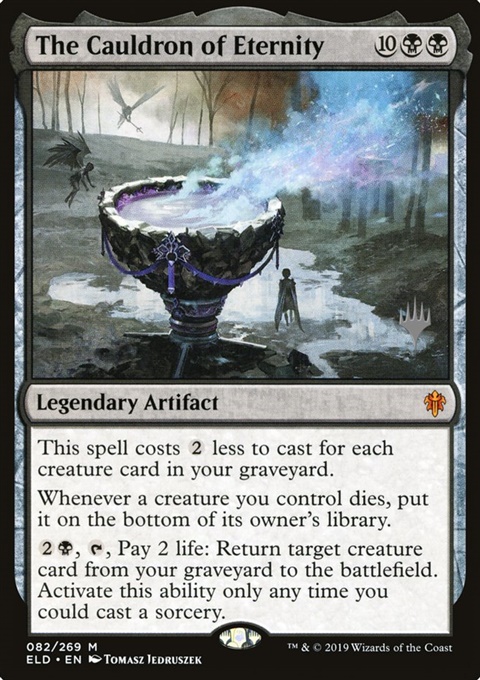 The Cauldron of Eternity 10
Legendary Artifact
This spell costs 2 less to cast for each
creature card in your graveyard.
Whenever a creature you control dies, put
it on the bottom of its owner's library.
2, , Pay 2 life: Return target creature
card from your graveyard to the battlefield.
Activate this ability only any time you
could cast a sorcery.
082/269 M
ELD • EN Tomasz Jedruszek
™ & © 2019 Wizards of the Coast